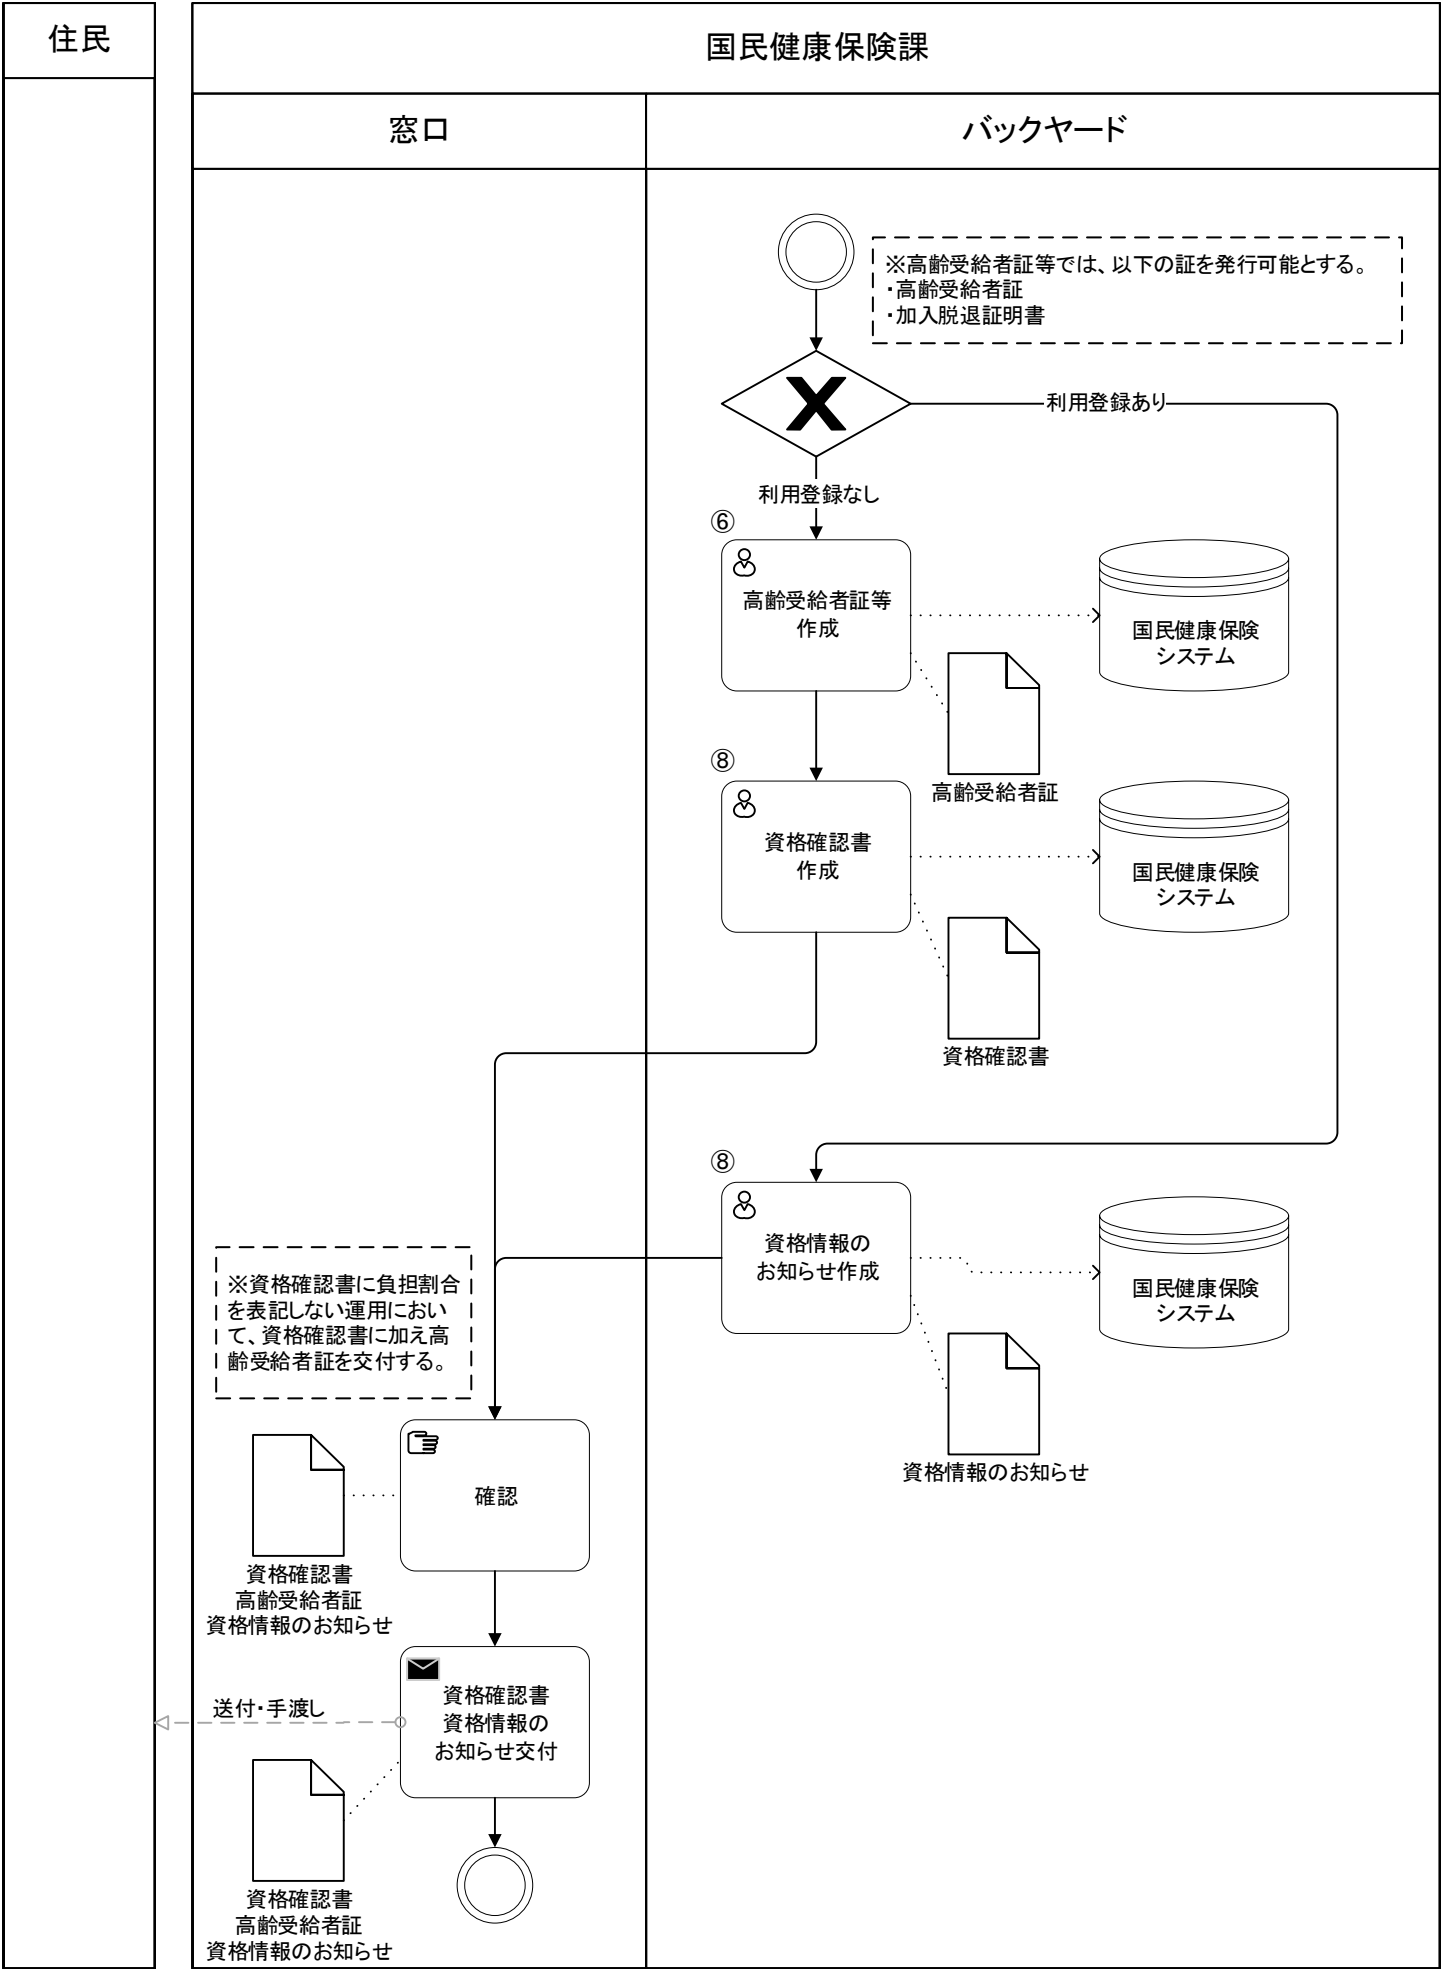 住民
国民健康保険課
窓口
バックヤード
※高齢受給者証等では、以下の証を発行可能とする。
・高齢受給者証
・加入脱退証明書
利用登録あり
利用登録なし
⑥
高齢受給者証等
作成
国民健康保険
システム
高齢受給者証
⑧
資格確認書
作成
国民健康保険
システム
資格確認書
⑧
資格情報の
お知らせ作成
国民健康保険
システム
資格情報のお知らせ
※資格確認書に負担割合
を表記しない運用におい
て、資格確認書に加え高
齢受給者証を交付する。
確認
資格確認書
高齢受給者証
資格情報のお知らせ
資格確認書
資格情報の
お知らせ交付
送付・手渡し
資格確認書
高齢受給者証
資格情報のお知らせ